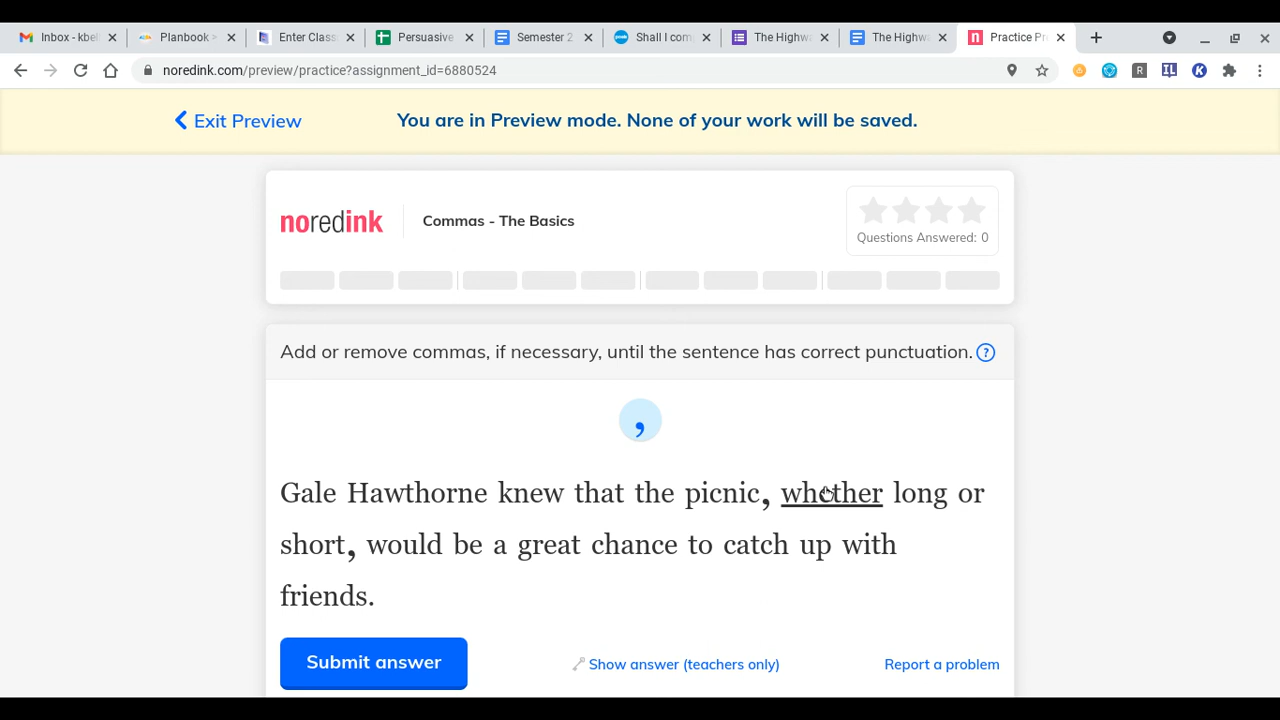 Inbox - kbel
Planbook >
Enter Class
Persuasive
Semester 2
Shall I com
The Highw
The Highw
Practice Pr
noredink.com/preview/practice?assignment_id=6880524
R
IL
K
Exit Preview
You are in Preview mode. None of your work will be saved.
noredink
Commas - The Basics
Questions Answered: 0
Add or remove commas, if necessary, until the sentence has correct punctuation. ?
,
Gale Hawthorne knew that the picnic, whether long or
short, would be a great chance to catch up with
friends.
Submit answer
Show answer (teachers only)
Report a problem